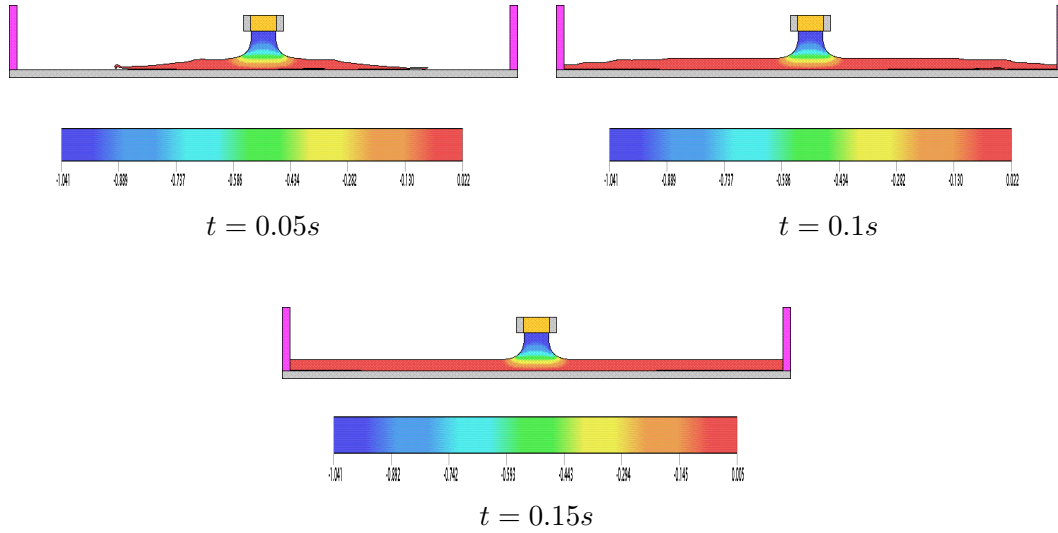 -1.041 -0.889 -0.737 -0.586 -0.434 -0.282 -0.130 0.022
t = 0.05s
-1.041 -0.889 -0.737 -0.586 -0.434 -0.282 -0.130 0.022
t = 0.1s
-1.041 -0.892 -0.742 -0.593 -0.443 -0.294 -0.145 0.005
t = 0.15s